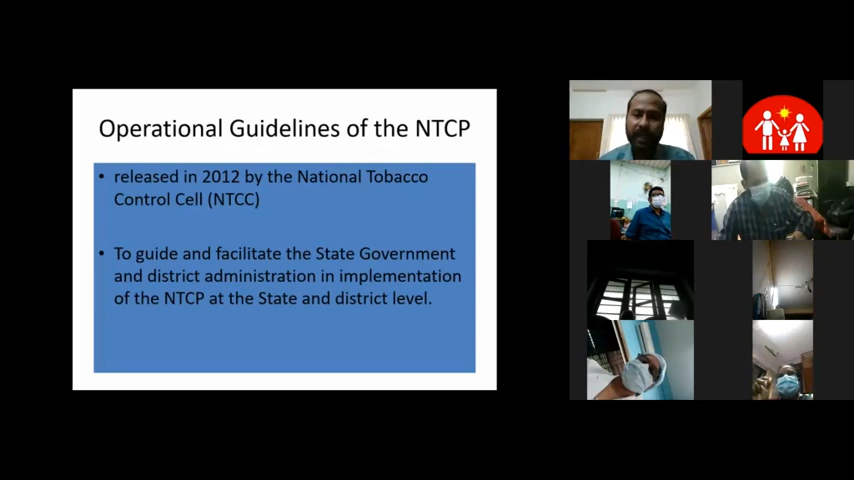 Operational Guidelines of the NTCP
• released in 2012 by the National Tobacco
Control Cell (NTCC)
• To guide and facilitate the State Government
and district administration in implementation
of the NTCP at the State and district level.